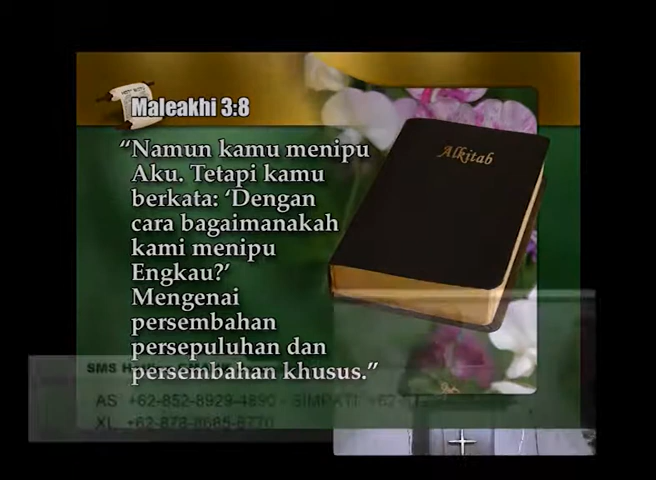 Maleakhi 3:8
Alkitab
“Namun kamu menipu
Aku. Tetapi kamu
berkata: ‘Dengan
cara bagaimanakah
kami menipu
Engkau?’
Mengenai
persembahan
persepuluhan dan
persembahan khusus.”
SMS
AS +62-852-8929-4890 - SIMPATI +62-
XL +62-878-8685-8770